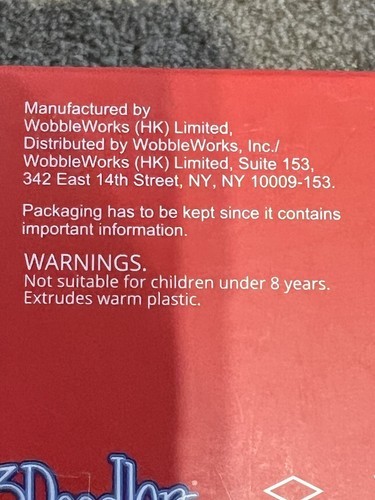 Manufactured by
WobbleWorks (HK) Limited,
Distributed by WobbleWorks, Inc./
WobbleWorks (HK) Limited, Suite 153,
342 East 14th Street, NY, NY 10009-153.
Packaging has to be kept since it contains
important information.
WARNINGS.
Not suitable for children under 8 years.
Extrudes warm plastic.
3Doodler